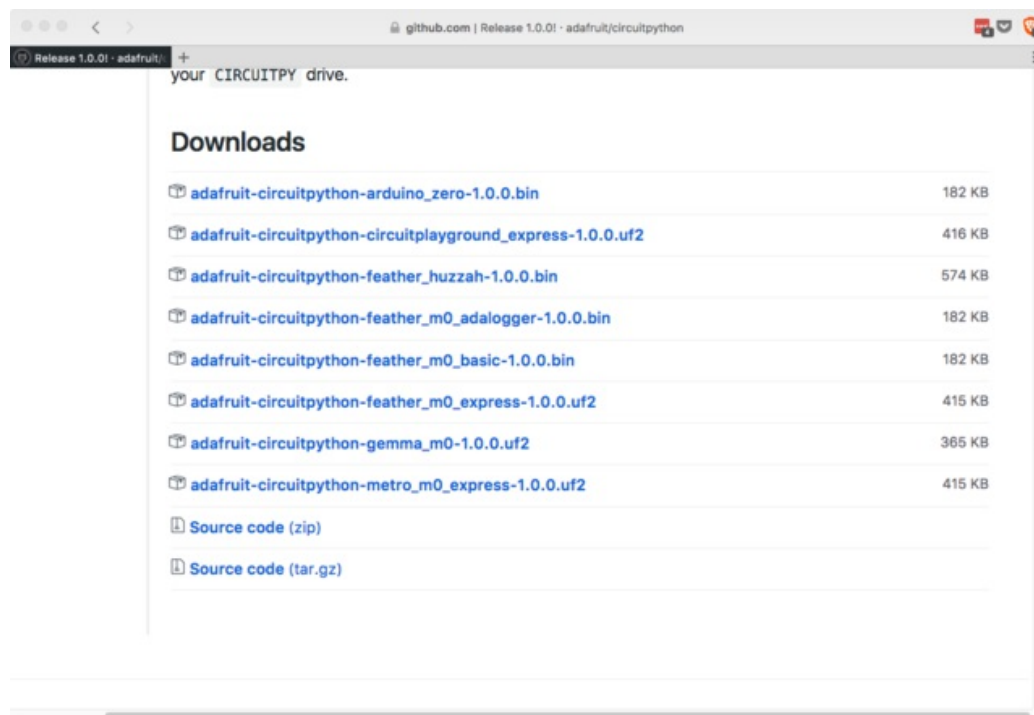 github.com | Release 1.0.0! · adafruit/circuitpython
Release 1.0.0! · adafruit/
your CIRCUITPY drive.
Downloads
adafruit-circuitpython-arduino_zero-1.0.0.bin 182 KB
adafruit-circuitpython-circuitplayground_express-1.0.0.uf2 416 KB
adafruit-circuitpython-feather_huzzah-1.0.0.bin 574 KB
adafruit-circuitpython-feather_m0_adalogger-1.0.0.bin 182 KB
adafruit-circuitpython-feather_m0_basic-1.0.0.bin 182 KB
adafruit-circuitpython-feather_m0_express-1.0.0.uf2 415 KB
adafruit-circuitpython-gemma_m0-1.0.0.uf2 365 KB
adafruit-circuitpython-metro_m0_express-1.0.0.uf2 415 KB
Source code (zip)
Source code (tar.gz)